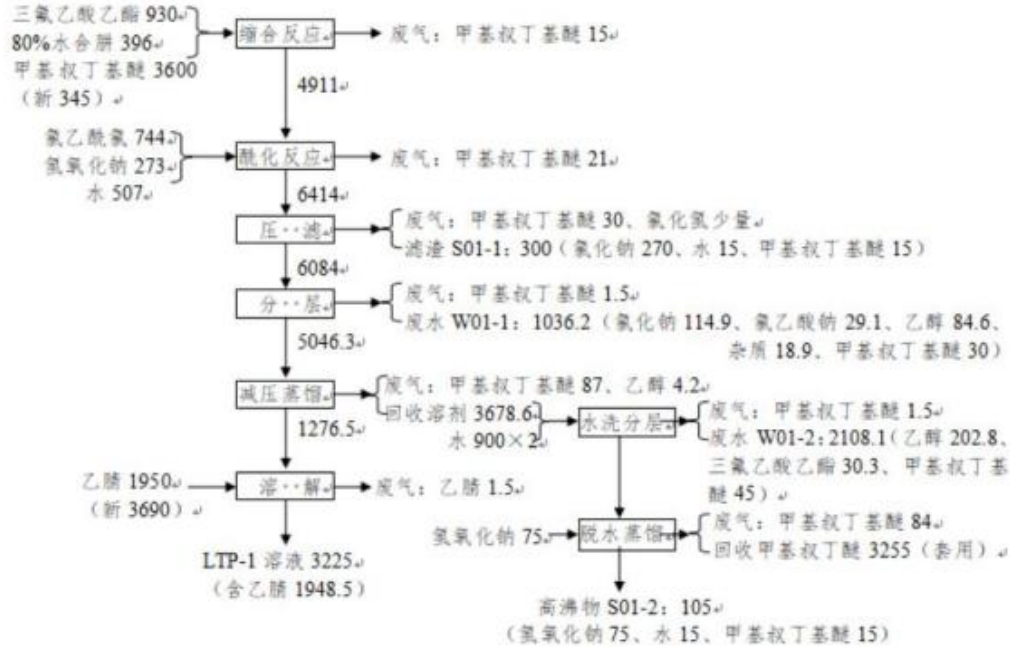 三氟乙酸乙酯 930
80%水合肼 396
甲基叔丁基醚 3600
（新 345）
缩合反应
废气：甲基叔丁基醚 15
4911
氯乙酰氯 744
氢氧化钠 273
水 507
酰化反应
废气：甲基叔丁基醚 21
6414
压··滤
废气：甲基叔丁基醚 30、氯化氢少量
滤渣 S01-1：300（氯化钠 270、水 15、甲基叔丁基醚 15）
6084
分··层
废气：甲基叔丁基醚 1.5
废水 W01-1：1036.2（氯化钠 114.9、氯乙酸钠 29.1、乙醇 84.6、
杂质 18.9、甲基叔丁基醚 30）
5046.3
减压蒸馏
废气：甲基叔丁基醚 87、乙醇 4.2
回收溶剂 3678.6
水 900×2
水洗分层
废气：甲基叔丁基醚 1.5
废水 W01-2：2108.1（乙醇 202.8、
三氟乙酸乙酯 30.3、甲基叔丁基
醚 45）
1276.5
乙腈 1950
（新 3690）
溶··解
废气：乙腈 1.5
氢氧化钠 75
脱水蒸馏
废气：甲基叔丁基醚 84
回收甲基叔丁醚 3255（套用）
LTP-1 溶液 3225
（含乙腈 1948.5）
高沸物 S01-2：105
（氢氧化钠 75、水 15、甲基叔丁基醚 15）